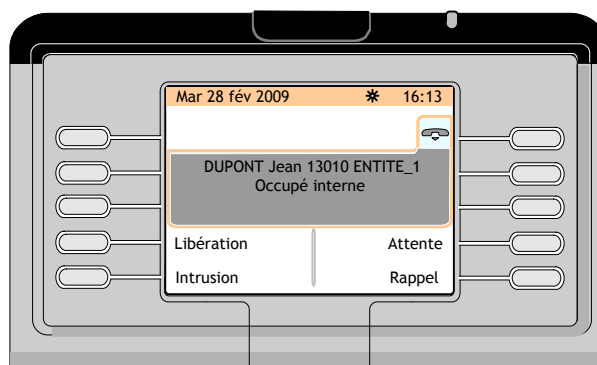 Mar 28 fév 2009 16:13
DUPONT Jean 13010 ENTITE_1
Occupé interne
Libération Attente
Intrusion Rappel